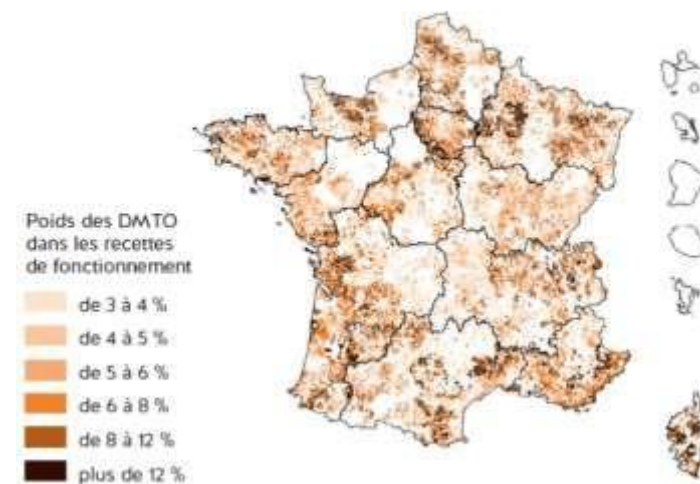 Poids des DMTO
dans les recettes
de fonctionnement
de 3 à 4 %
de 4 à 5 %
de 5 à 6 %
de 6 à 8 %
de 8 à 12 %
plus de 12 %